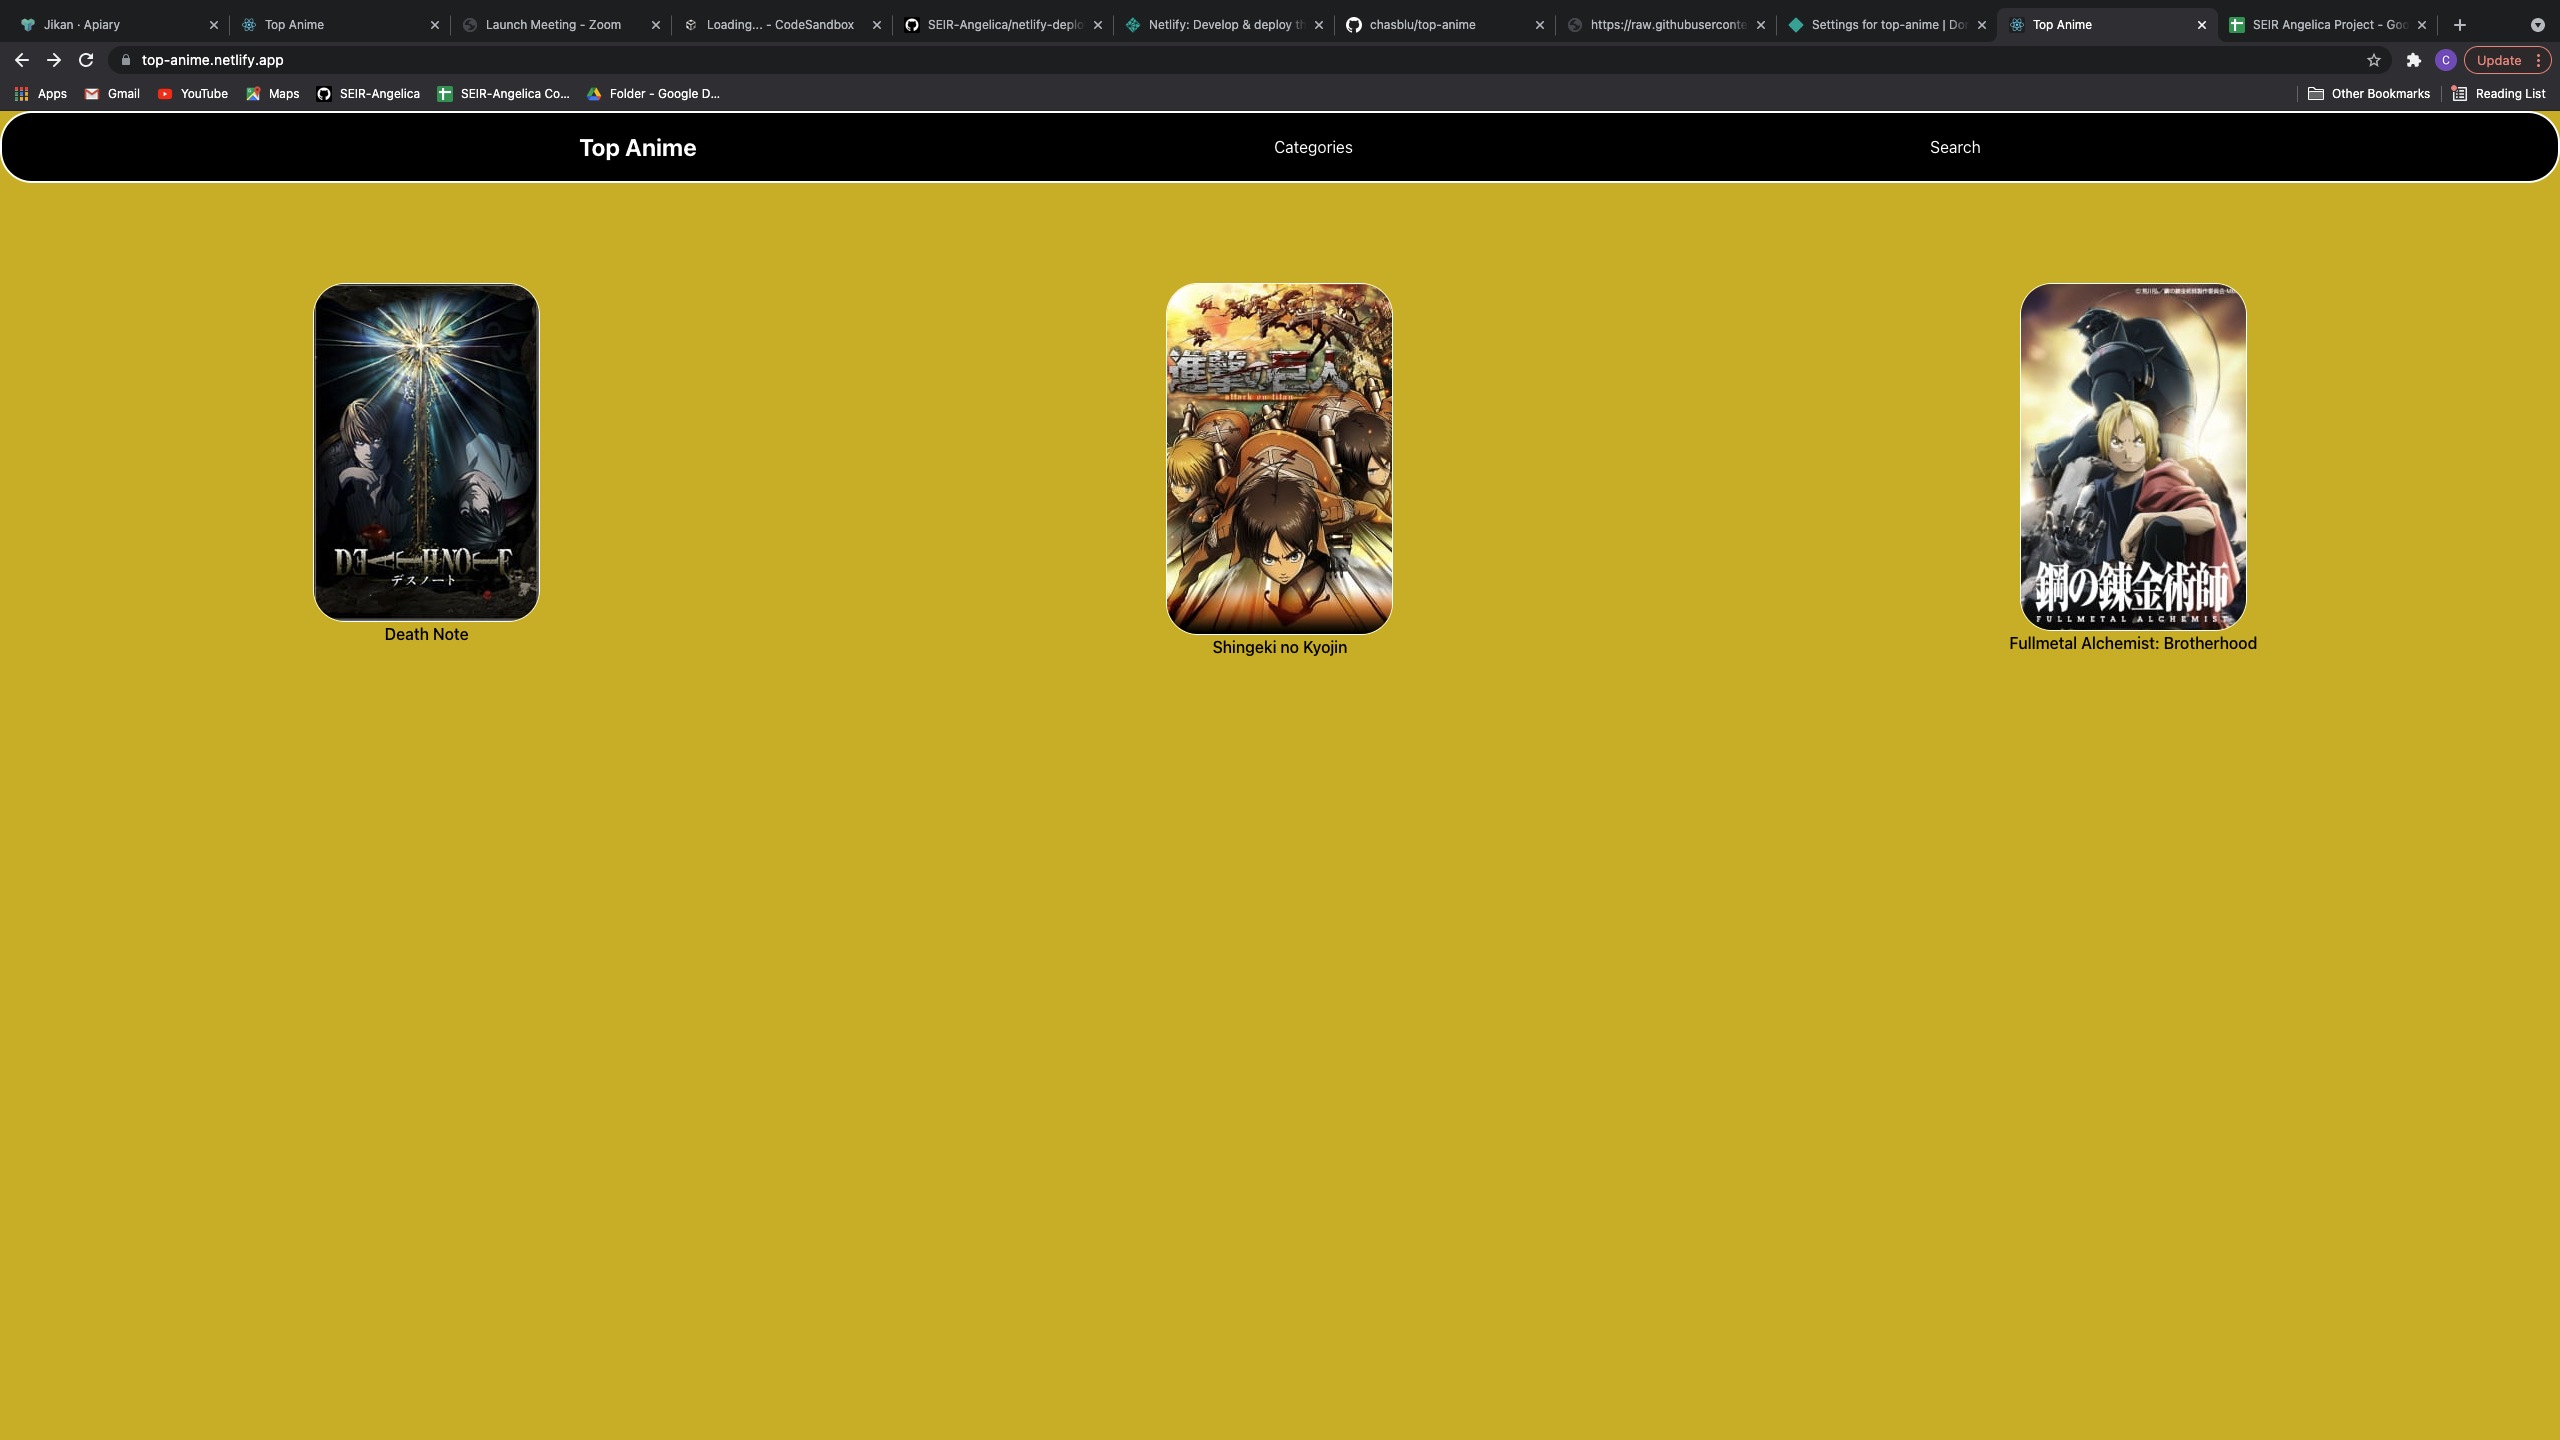 Jikan · Apiary
Top Anime
Launch Meeting - Zoom
Loading... - CodeSandbox
SEIR-Angelica/netlify-deplo
Netlify: Develop & deploy th
chasblu/top-anime
https://raw.githubuserconte
Settings for top-anime | Do
Top Anime
SEIR Angelica Project - Goo
top-anime.netlify.app
C
Update
Apps
Gmail
YouTube
Maps
SEIR-Angelica
SEIR-Angelica Co...
Folder - Google D...
Other Bookmarks
Reading List
Top Anime
Categories
Search
DEATH NOTE
デスノート
Death Note
進撃の巨人
attack on titan
Shingeki no Kyojin
鋼の錬金術師
FULLMETAL ALCHEMIST
Fullmetal Alchemist: Brotherhood